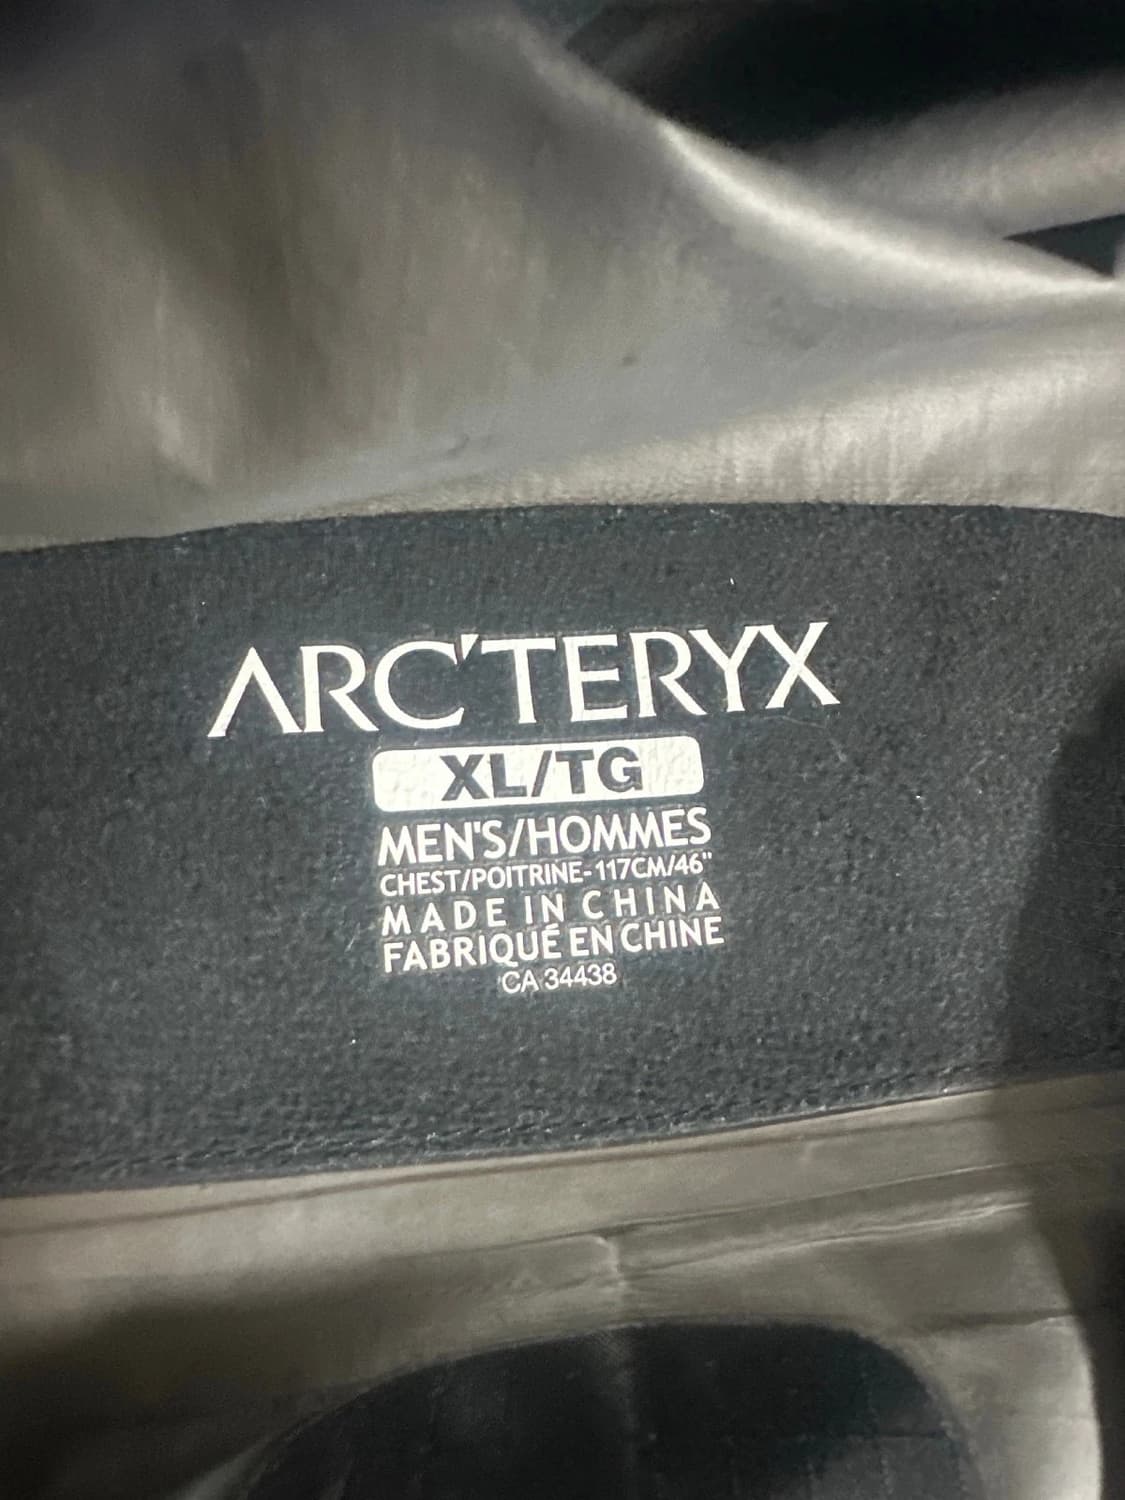 ARC'TERYX
XL/TG
MEN'S/HOMMES
CHEST/POITRINE-117CM/46"
MADE IN CHINA
FABRIQUÉ EN CHINE
CA 34438